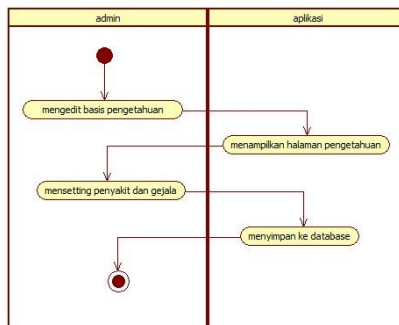 admin
aplikasi
mengedit basis pengetahuan
menampilkan halaman pengetahuan
mensetting penyakit dan gejala
menyimpan ke database